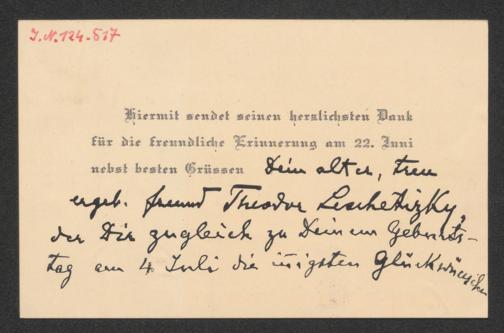 I.N.124.517
Hiermit sendet seinen herzlichsten Dank
für die freundliche Erinnerung am 22. Juni
nebst besten Grüssen Dein alter, treu
ergeb. Freund Theodor Leschetizky,
der Dir zugleich zu Deinem Geburts-
tag am 4 Juli die innigsten Glückwünsche